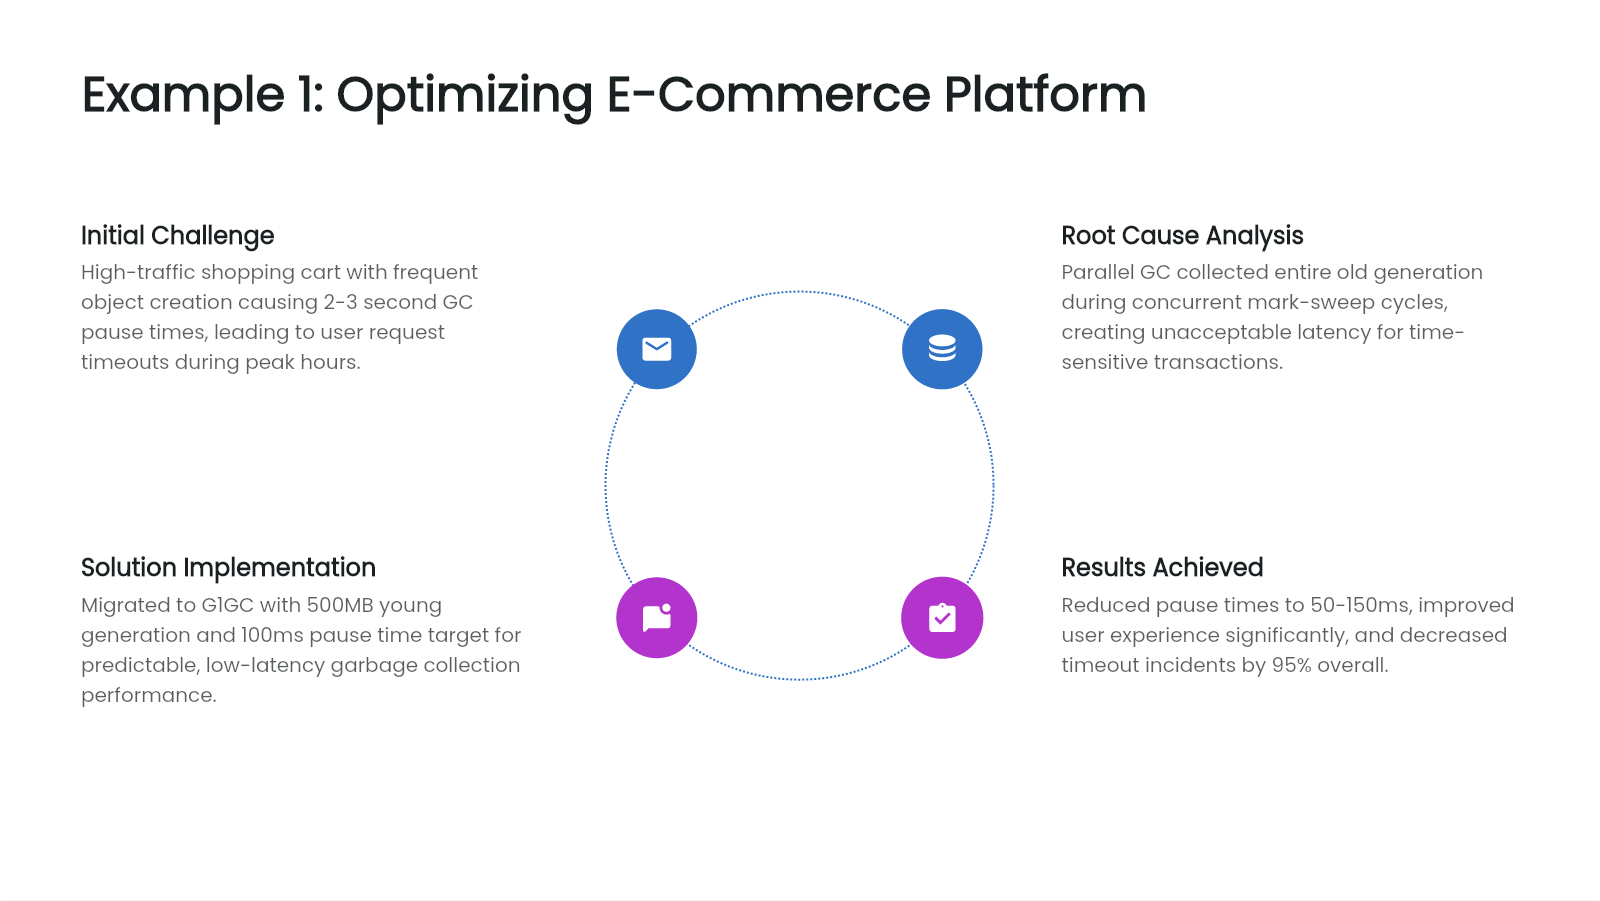 Example 1: Optimizing E-Commerce Platform
Initial Challenge
High-traffic shopping cart with frequent
object creation causing 2-3 second GC
pause times, leading to user request
timeouts during peak hours.
Root Cause Analysis
Parallel GC collected entire old generation
during concurrent mark-sweep cycles,
creating unacceptable latency for time-
sensitive transactions.
Solution Implementation
Migrated to G1GC with 500MB young
generation and 100ms pause time target for
predictable, low-latency garbage collection
performance.
Results Achieved
Reduced pause times to 50-150ms, improved
user experience significantly, and decreased
timeout incidents by 95% overall.